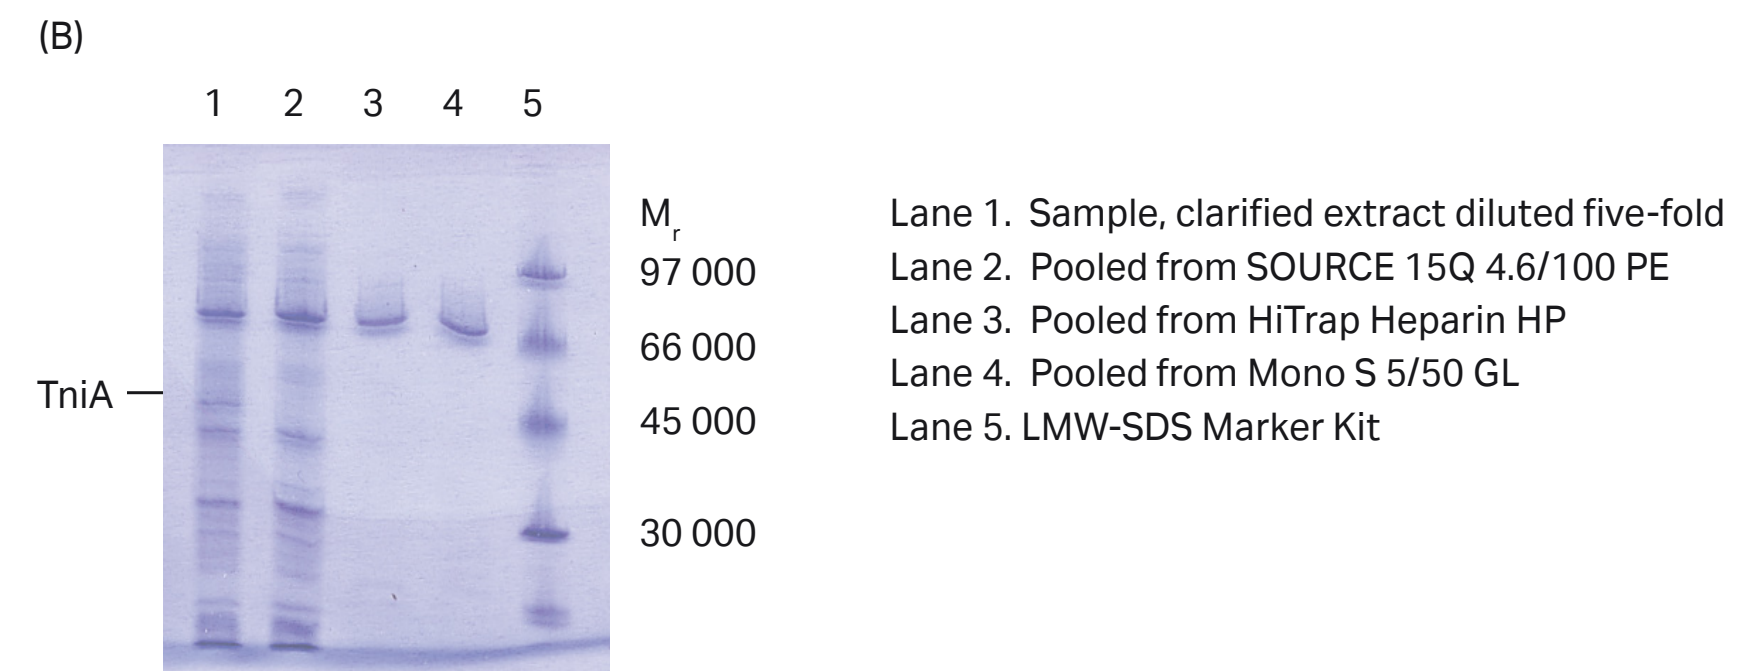 (B)
1 2 3 4 5
M r
97 000
66 000
TniA
45 000
30 000
Lane 1. Sample, clarified extract diluted five-fold
Lane 2. Pooled from SOURCE 15Q 4.6/100 PE
Lane 3. Pooled from HiTrap Heparin HP
Lane 4. Pooled from Mono S 5/50 GL
Lane 5. LMW-SDS Marker Kit